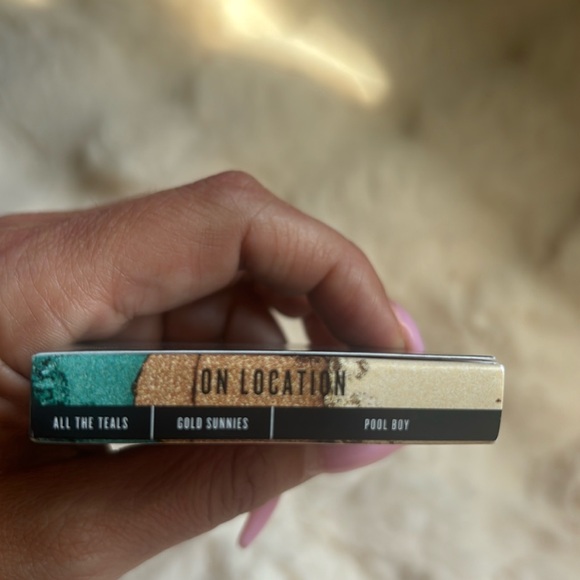 ON LOCATION
ALL THE TEALS GOLD SUNNIES POOL BOY